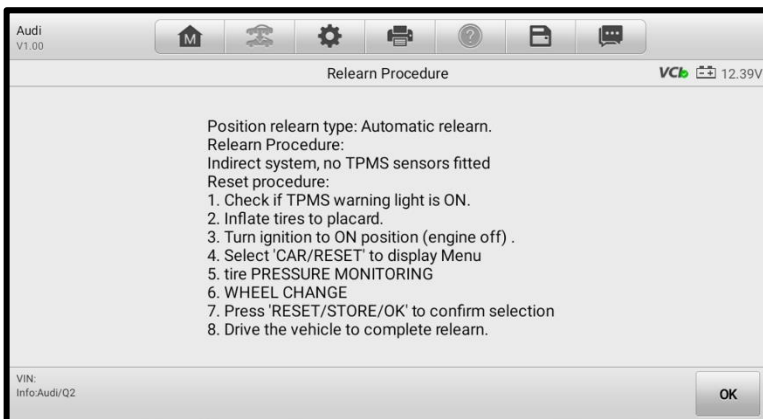 Audi
V1.00
M
?
Relearn Procedure
VCb 12.39V
Position relearn type: Automatic relearn.
Relearn Procedure:
Indirect system, no TPMS sensors fitted
Reset procedure:
1. Check if TPMS warning light is ON.
2. Inflate tires to placard.
3. Turn ignition to ON position (engine off) .
4. Select 'CAR/RESET' to display Menu
5. tire PRESSURE MONITORING
6. WHEEL CHANGE
7. Press 'RESET/STORE/OK' to confirm selection
8. Drive the vehicle to complete relearn.
VIN:
Info:Audi/Q2
OK